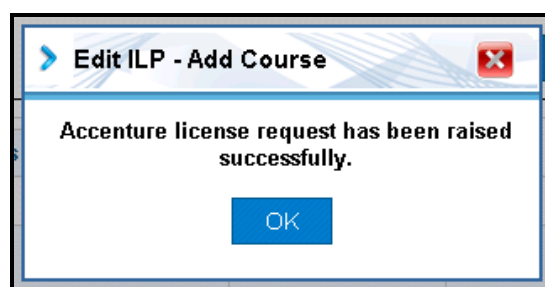 Edit ILP - Add Course
Accenture license request has been raised
successfully.
OK